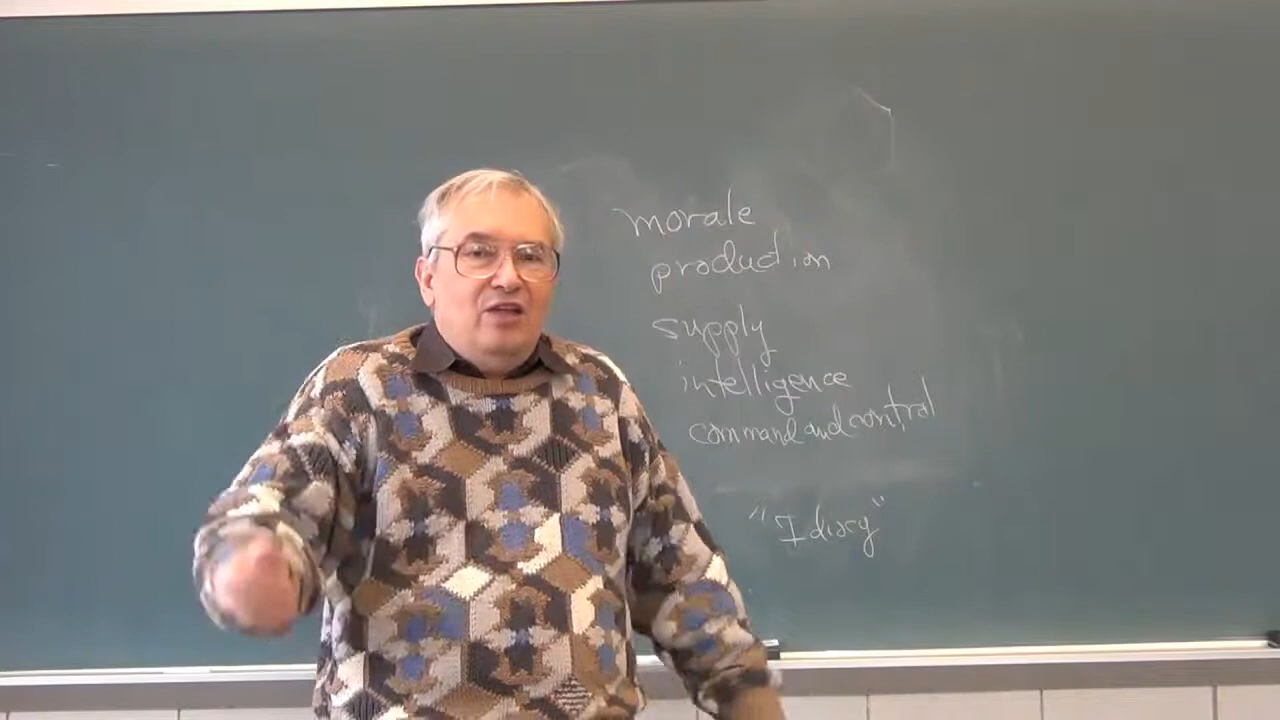 morale
production
supply
intelligence
command and control
"Idiocy"